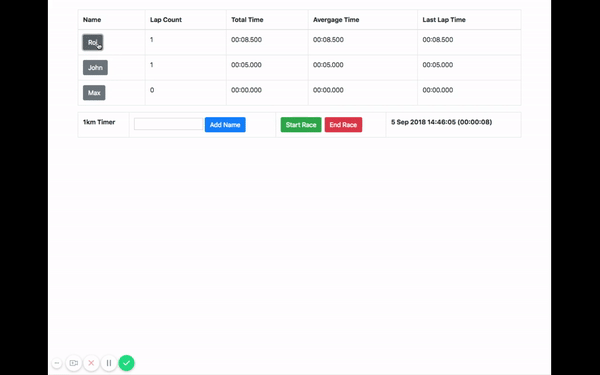 Name Lap Count Total Time Avergage Time Last Lap Time
1 00:08.500 00:08.500 00:08.500
John 1 00:05.000 00:05.000 00:05.000
Max 0 00:00.000 00:00.000 00:00.000
1km Timer Add Name Start Race End Race 5 Sep 2018 14:46:05 (00:00:08)